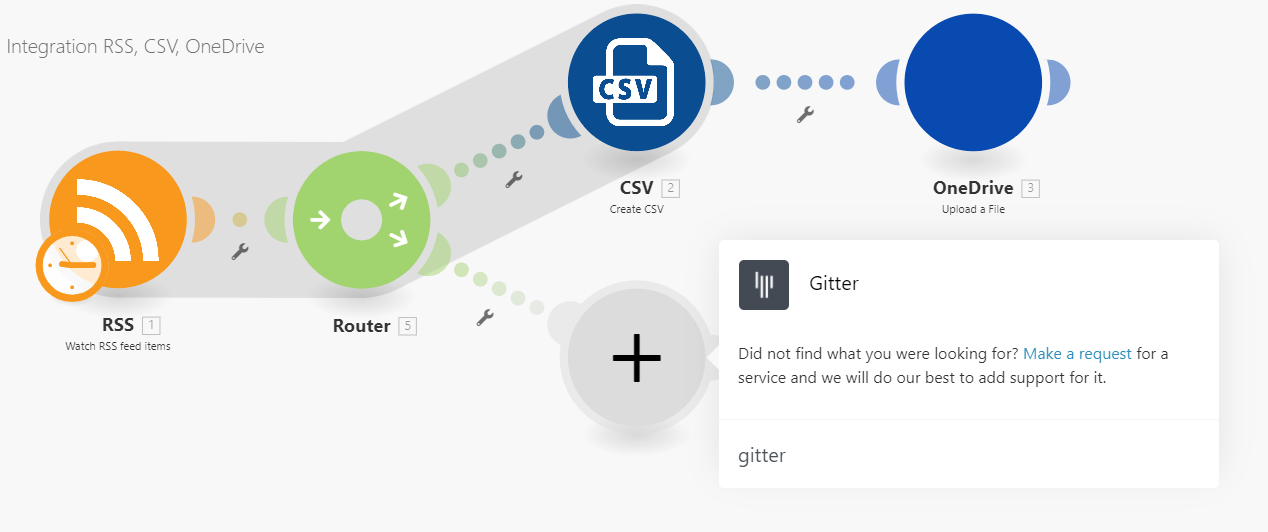 Integration RSS, CSV, OneDrive
CSV
CSV 2
Create CSV
OneDrive 3
Upload a File
RSS 1
Watch RSS feed items
Router 5
Gitter
Did not find what you were looking for? Make a request for a
service and we will do our best to add support for it.
gitter